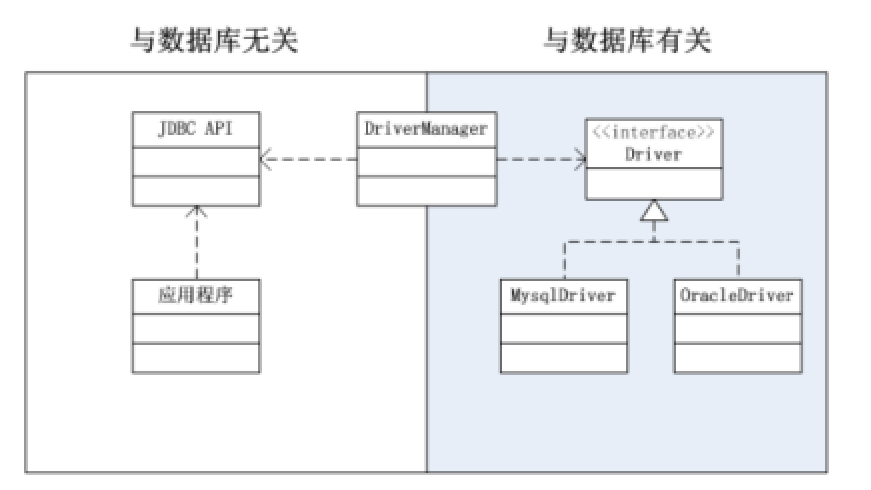 与数据库无关
与数据库有关
JDBC API
DriverManager
<<interface>>
Driver
应用程序
MysqlDriver
OracleDriver